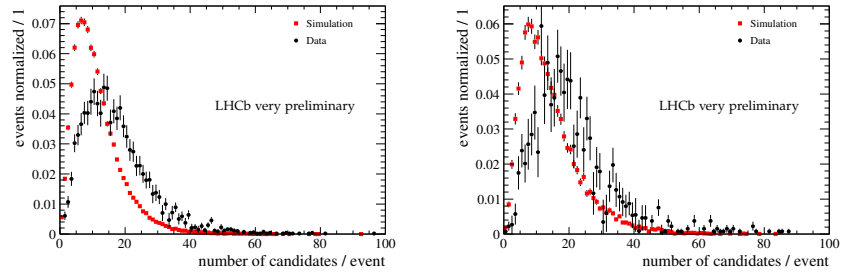 events normalized / 1
0.07
0.06
0.05
0.04
0.03
0.02
0.01
0
0 20 40 60 80 100
number of candidates / event
Simulation
Data
LHCb very preliminary
events normalized / 1
0.06
0.05
0.04
0.03
0.02
0.01
0
0 20 40 60 80 100
number of candidates / event
Simulation
Data
LHCb very preliminary